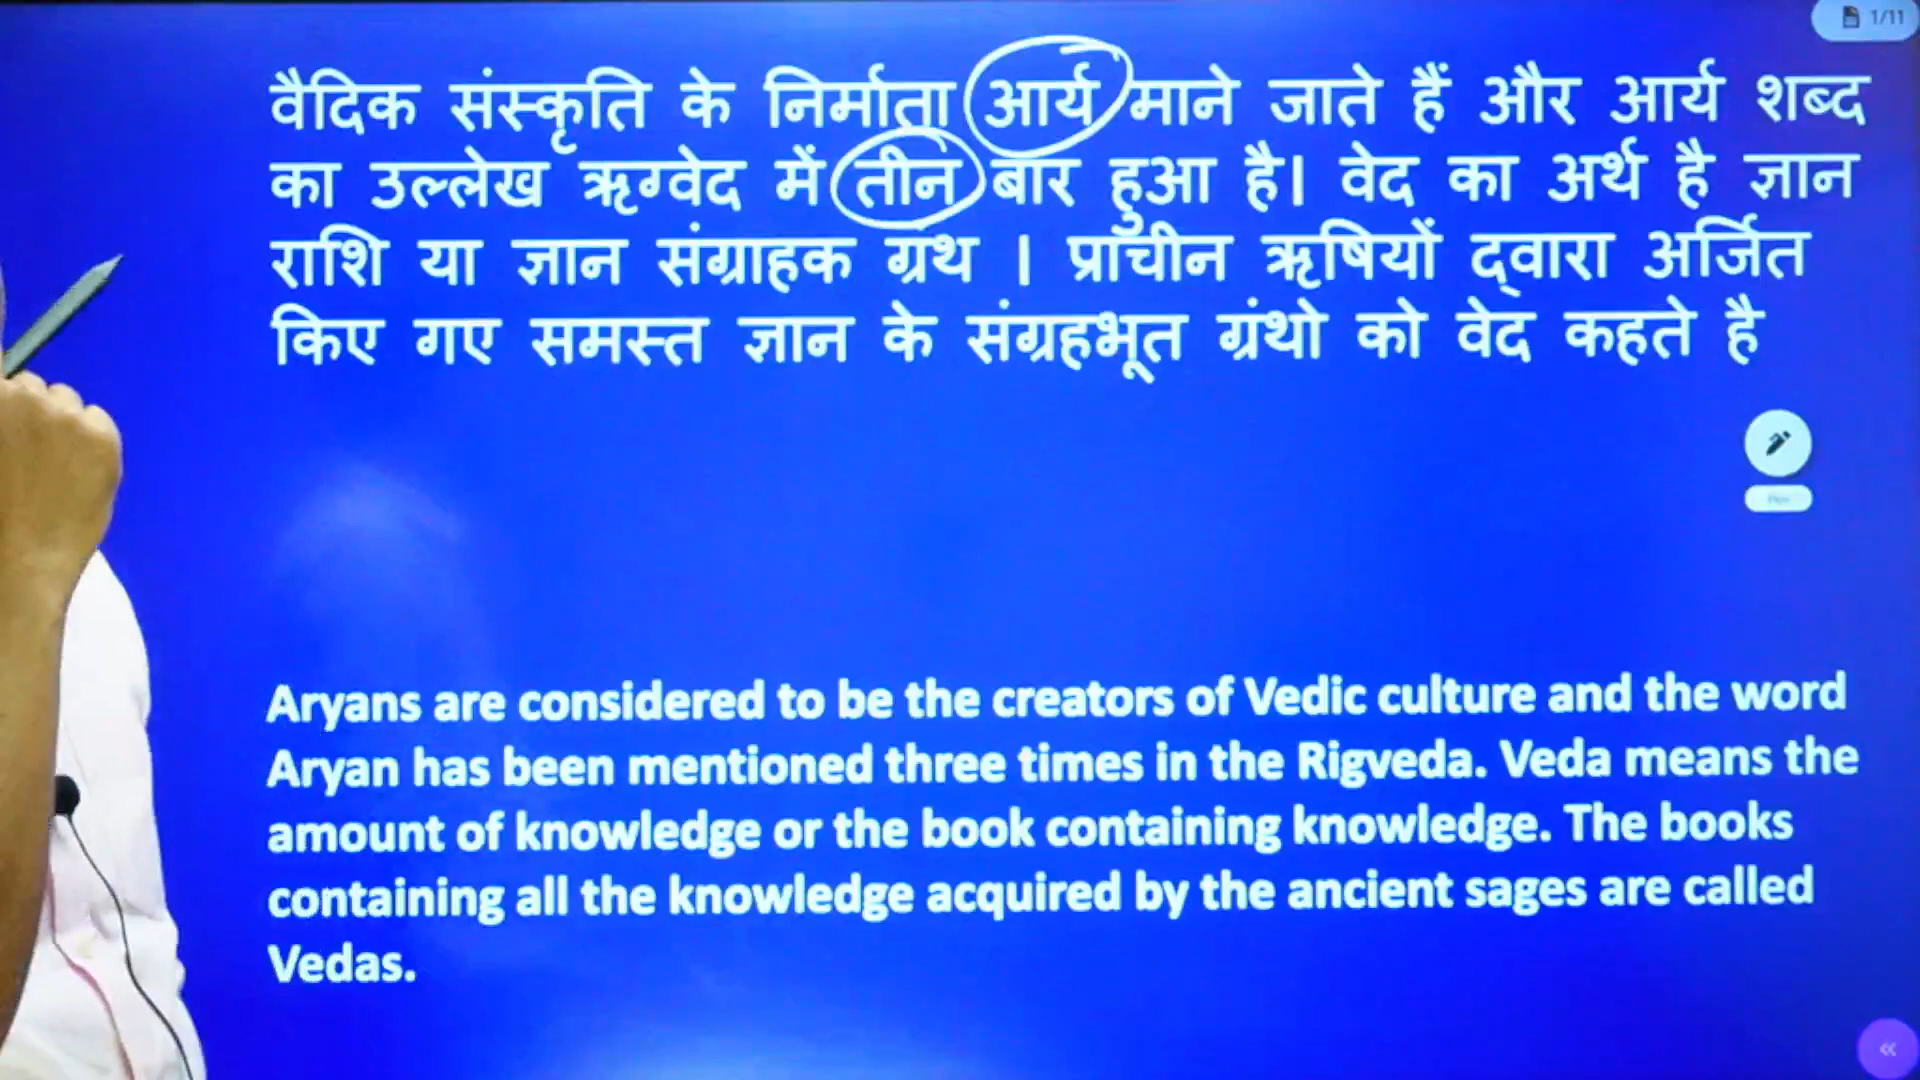 1/11
वैदिक संस्कृति के निर्माता आर्य माने जाते हैं और आर्य शब्द
का उल्लेख ऋग्वेद में तीन बार हुआ है। वेद का अर्थ है ज्ञान
राशि या ज्ञान संग्राहक ग्रंथ । प्राचीन ऋषियों द्वारा अर्जित
किए गए समस्त ज्ञान के संग्रहभूत ग्रंथो को वेद कहते है
Pen
Aryans are considered to be the creators of Vedic culture and the word
Aryan has been mentioned three times in the Rigveda. Veda means the
amount of knowledge or the book containing knowledge. The books
containing all the knowledge acquired by the ancient sages are called
Vedas.